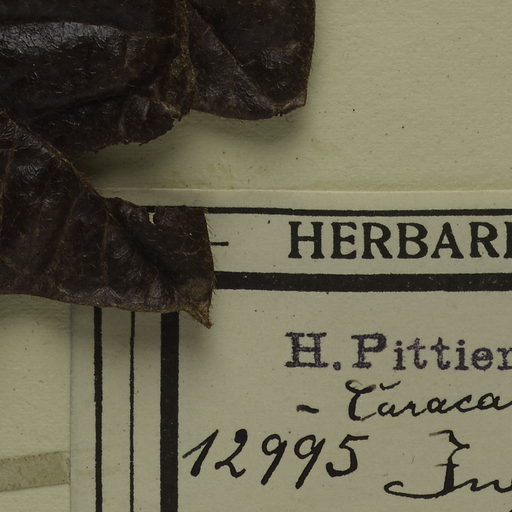 - HERBARI
H. Pittier
- Caraca
12995